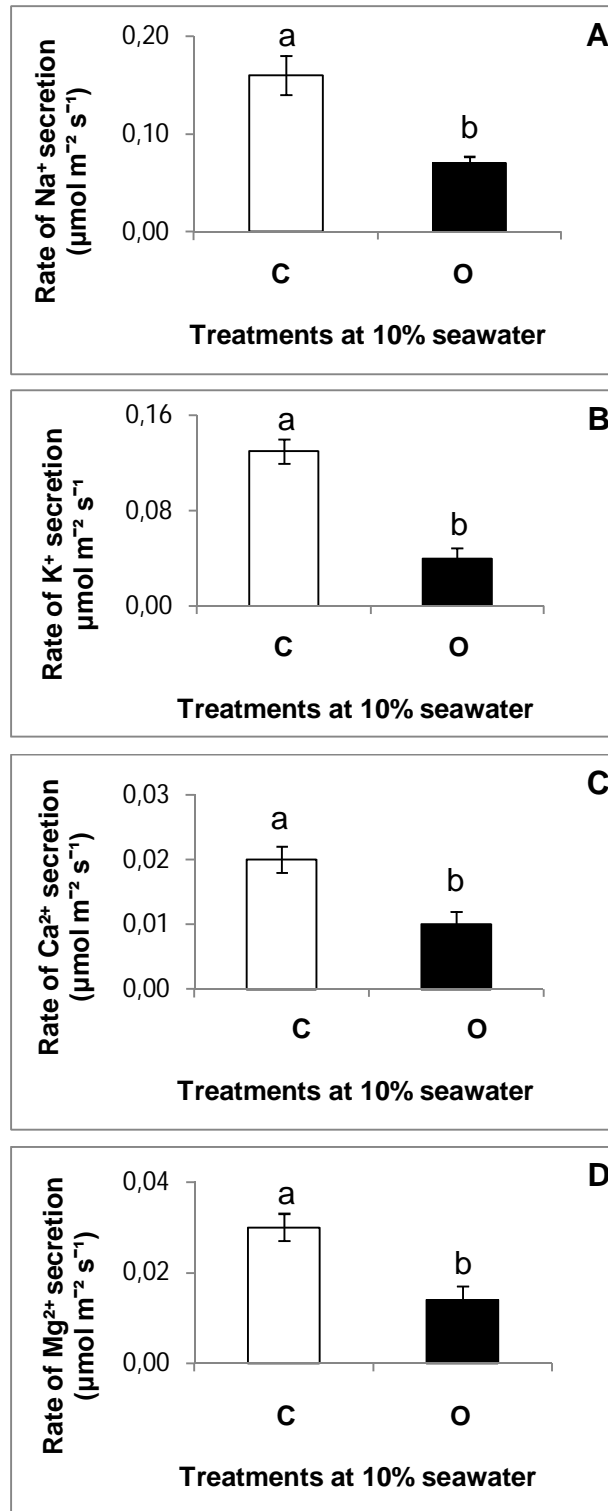 A
0,20
0,10
0,00
Rate of Na⁺ secretion
(µmol m⁻² s⁻¹)
a
b
C O
Treatments at 10% seawater
B
0,16
0,08
0,00
Rate of K⁺ secretion
µmol m⁻² s⁻¹
a
b
C O
Treatments at 10% seawater
C
0,03
0,02
0,01
0,00
Rate of Ca²⁺ secretion
(µmol m⁻² s⁻¹)
a
b
C O
Treatments at 10% seawater
D
0,04
0,02
0,00
Rate of Mg²⁺ secretion
(µmol m⁻² s⁻¹)
a
b
C O
Treatments at 10% seawater